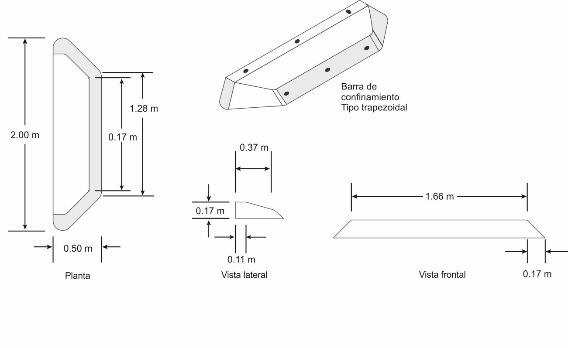 Barra de
confinamiento
Tipo trapezoidal
2.00 m
1.28 m
0.17 m
0.50 m
Planta
0.37 m
0.17 m
0.11 m
Vista lateral
1.66 m
0.17 m
Vista frontal